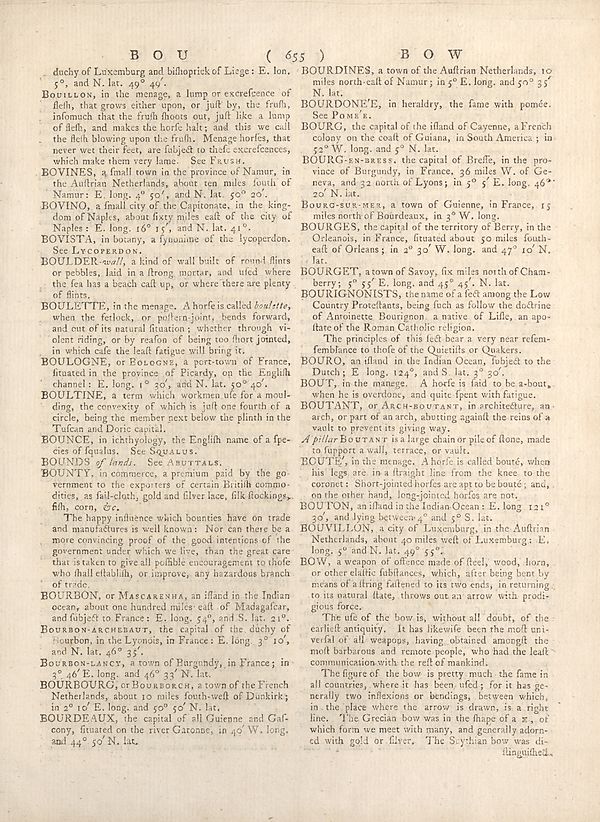 B O U ( 655 ) B O W
duchy of Luxemburg and bishoprick of Liege: E. lon.
5°, and N. lat. 49° 49′.
BOUILLON, in the menage, a lump or excrescence of
flesh, that grows either upon, or just by, the frush,
insomuch that the frush shoots out, just like a lump
of flesh, and makes the horse halt; and this we call
the flesh blowing upon the frush. Menage horses, that
never wet their feet, are subject to these excrescences,
which make them very lame. See FRUSH.
BOVINES, a small town in the province of Namur, in
the Austrian Netherlands, about ten miles south of
Namur: E. long. 4° 50′, and N. lat. 50° 20′.
BOVINO, a small city of the Capitonate, in the king-
dom of Naples, about sixty miles east of the city of
Naples: E. long. 16° 15′, and N. lat. 41°.
BOVISTA, in botany, a synonime of the lycoperdon.
See LYCOPERDON.
BOULDER-wall, a kind of wall built of round flints
or pebbles, laid in a strong mortar, and used where
the sea has a beach cast up, or where there are plenty
of flints.
BOULETTE, in the menage. A horse is called boulette,
when the fetlock, or pastern-joint, bends forward,
and out of its natural situation; whether through vi-
olent riding, or by reason of being too short jointed,
in which case the least fatigue will bring it.
BOULOGNE, or BOLOGNE, a port-town of France,
situated in the province of Picardy, on the English
channel: E. long. 1° 30′, and N. lat. 50° 40′.
BOULTINE, a term which workmen use for a moul-
ding, the convexity of which is just one fourth of a
circle, being the member next below the plinth in the
Tuscan and Doric capital.
BOUNCE, in ichthyology, the English name of a spe-
cies of squalus. See SQUALUS.
BOUNDS of lands. See ABUTTALS.
BOUNTY, in commerce, a premium paid by the go-
vernment to the exporters of certain British commo-
dities, as sail-cloth, gold and silver lace, silk stockings,
fish, corn, &c.
The happy influence which bounties have on trade
and manufactures is well known: Nor can there be a
more convincing proof of the good intentions of the
government under which we live, than the great care
that is taken to give all possible encouragement to those
who shall establish, or improve, any hazardous branch
of trade.
BOURBON, or MASCARENHA, an island in the Indian
ocean, about one hundred miles east of Madagascar,
and subject to France: E. long. 54°, and S. lat. 21°.
BOURBON-ARCHEBAUT, the capital of the duchy of
Bourbon, in the Lyonois, in France: E. long. 3° 10′,
and N. lat. 46° 35′.
BOURBON-LANCY, a town of Burgundy, in France; in
3° 46′ E. long. and 46° 33′ N. lat.
BOURBOURG, or BOURBORCH, a town of the French
Netherlands, about 10 miles south-west of Dunkirk;
in 2° 10′ E. long. and 50° 50′ N. lat.
BOURDEAUX, the capital of all Guienne and Gas-
cony, situated on the river Garonne, in 40′ W. long.
and 44° 50′ N. lat.
BOURDINES, a town of the Austrian Netherlands, 10
miles north-east of Namur; in 5° E. long. and 50° 35′
N. lat.
BOURDONE'E, in heraldry, the same with pomée.
See POME'E.
BOURG, the capital of the island of Cayenne, a French
colony on the coast of Guiana, in South America; in
52° W. long. and 5° N. lat.
BOURG-EN-BRESS, the capital of Bresse, in the pro-
vince of Burgundy, in France, 36 miles W. of Ge-
neva, and 32 north of Lyons; in 5° 5′ E. long. 46°
20′ N. lat.
BOURG-SUR-MER, a town of Guienne, in France, 15
miles north of Bourdeaux, in 3° W. long.
BOURGES, the capital of the territory of Berry, in the
Orleanois, in France, situated about 50 miles south-
east of Orleans; in 2° 30′ W. long. and 47° 10′ N.
lat.
BOURGET, a town of Savoy, six miles north of Cham-
berry; 5° 55′ E. long. and 45° 45′. N. lat.
BOURIGNONISTS, the name of a sect among the Low
Country Protestants, being such as follow the doctrine
of Antoinette Bourignon a native of Lisle, an apo-
state of the Roman Catholic religion.
The principles of this sect bear a very near resem-
semblance to those of the Quietists or Quakers.
BOURO, an island in the Indian Ocean, subject to the
Dutch; E long. 124°, and S. lat. 3° 30′.
BOUT, in the manege. A horse is said to be a-bout,
when he is overdone, and quite spent with fatigue.
BOUTANT, or ARCH-BOUTANT, in architecture, an
arch, or part of an arch, abutting against the reins of a
vault to prevent its giving way.
A pillar BOUTANT is a large chain or pile of stone, made
to support a wall, terrace, or vault.
BOUTE', in the menage. A horse is called bouté, when
his legs are in a straight line from the knee to the
coronet: Short-jointed horses are apt to be bouté; and,
on the other hand, long-jointed horses are not.
BOUTON, an island in the Indian Ocean: E. long 121°
30′, and lying between 4° and 5° S. lat.
BOUVILLON, a city of Luxemburg, in the Austrian
Netherlands, about 40 miles west of Luxemburg: E.
long. 5° and N. lat. 49° 55°.
BOW, a weapon of offence made of steel, wood, horn,
or other elastic substances, which, after being bent by
means of a string fastened to its two ends, in returning
to its natural state, throws out an arrow with prodi-
gious force.
The use of the bow is, without all doubt, of the
earliest antiquity. It has likewise been the most uni-
versal of all weapons, having obtained amongst the
most barbarous and remote people, who had the least
communication with the rest of mankind.
The figure of the bow is pretty much the same in
all countries, where it has been used; for it has ge-
nerally two inflexions or bendings, between which,
in the place where the arrow is drawn, is a right
line. The Grecian bow was in the shape of a Σ, of
which form we meet with many, and generally adorn-
ed with gold or silver. The Scythian bow was di-
stinguished